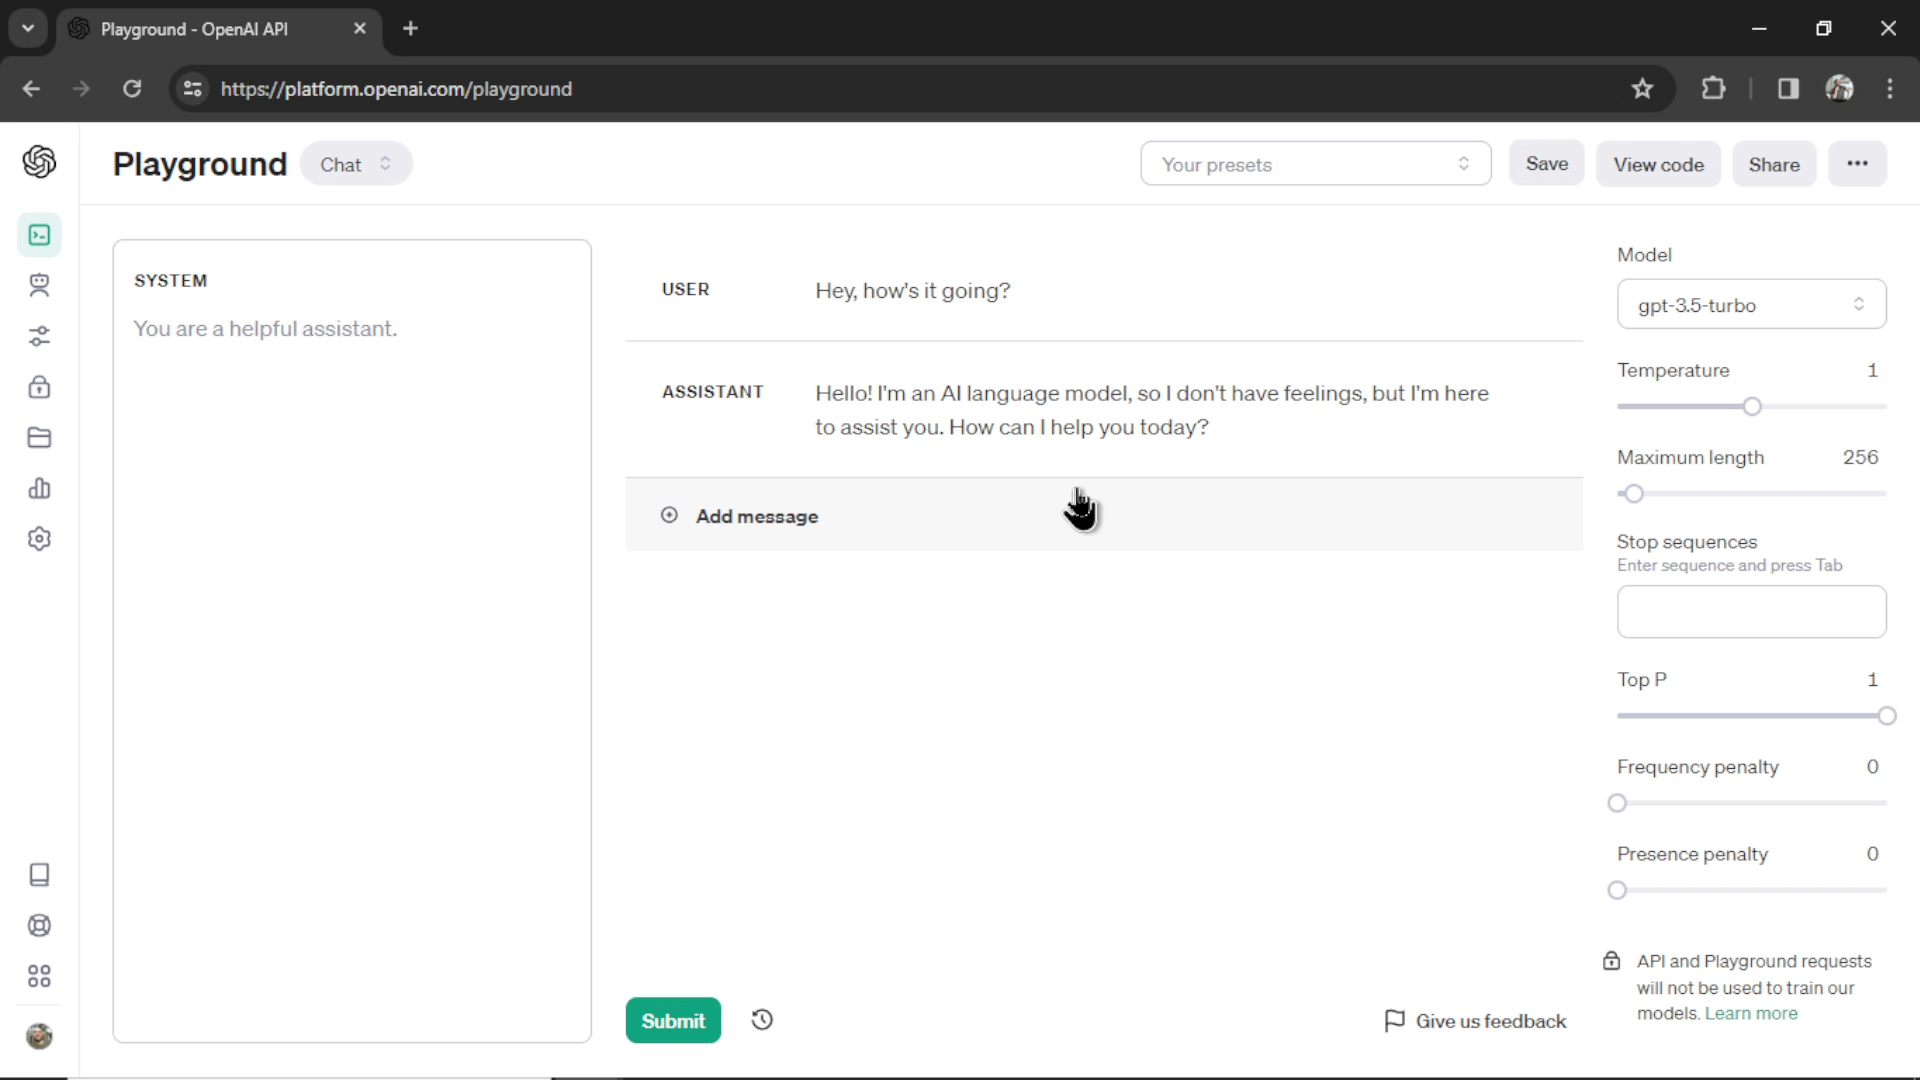 Playground - OpenAI API
https://platform.openai.com/playground
Playground
Chat
Your presets
Save
View code
Share
SYSTEM
You are a helpful assistant.
USER
Hey, how's it going?
ASSISTANT
Hello! I'm an AI language model, so I don't have feelings, but I'm here
to assist you. How can I help you today?
Add message
Submit
Give us feedback
Model
gpt-3.5-turbo
Temperature 1
Maximum length 256
Stop sequences
Enter sequence and press Tab
Top P 1
Frequency penalty 0
Presence penalty 0
API and Playground requests
will not be used to train our
models. Learn more